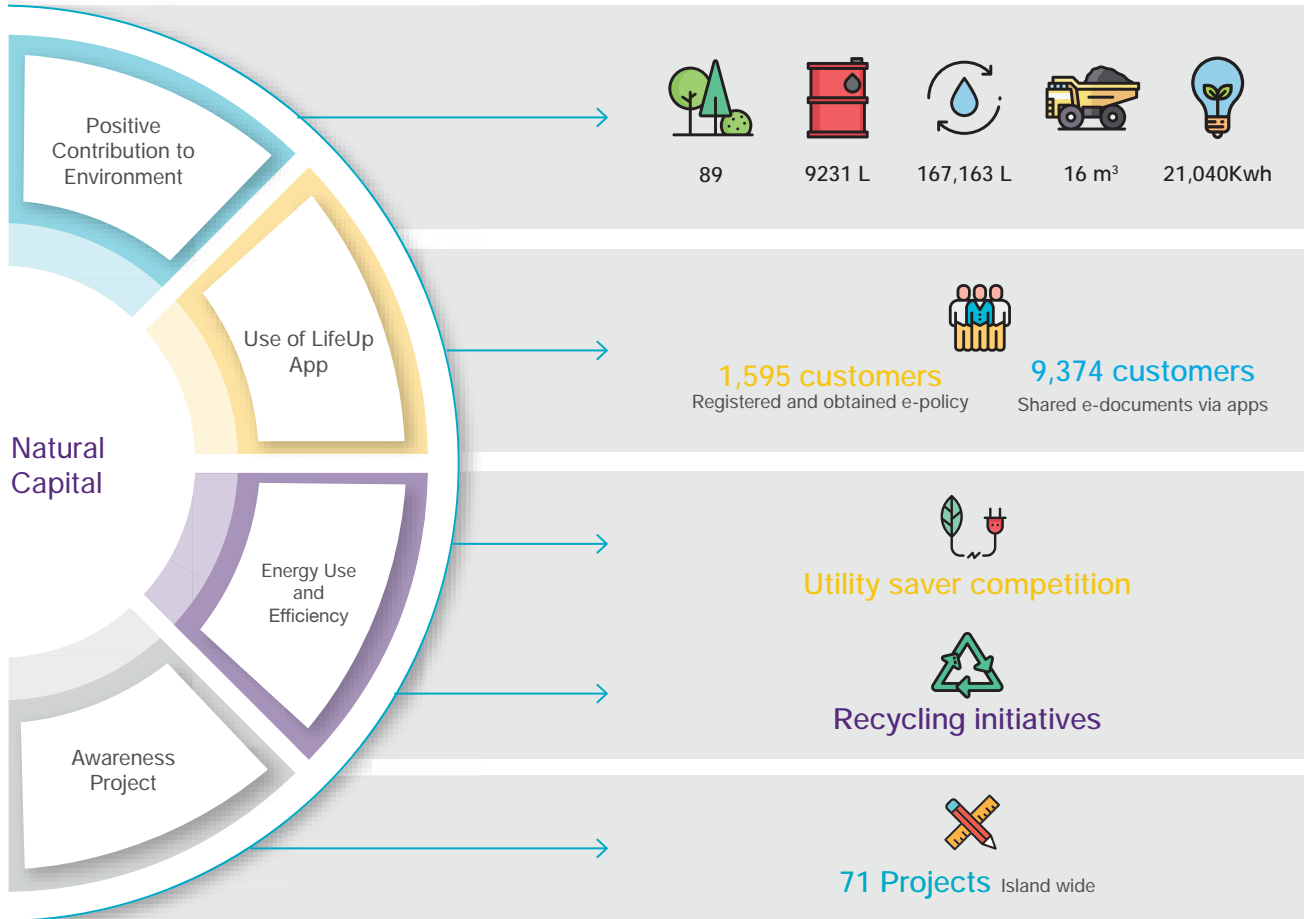 Natural
Capital
Positive
Contribution to
Environment
89
9231 L
167,163 L
16 m³
21,040Kwh
Use of LifeUp
App
1,595 customers
Registered and obtained e-policy
9,374 customers
Shared e-documents via apps
Energy Use
and
Efficiency
Utility saver competition
Recycling initiatives
Awareness
Project
71 Projects Island wide